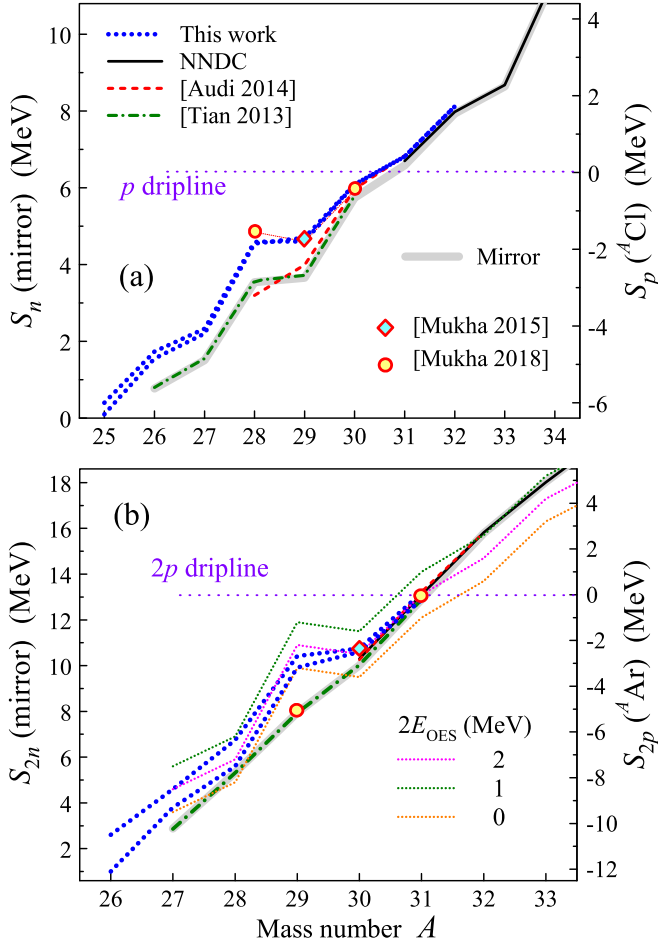 This work
NNDC
[Audi 2014]
[Tian 2013]
p dripline
(a)
Mirror
[Mukha 2015]
[Mukha 2018]
S_n (mirror) (MeV)
0
2
4
6
8
10
S_p (^A Cl) (MeV)
4
2
0
-2
-4
-6
25 26 27 28 29 30 31 32 33 34
(b)
2p dripline
2E_OES (MeV)
2
1
0
S_2n (mirror) (MeV)
18
16
14
12
10
8
6
4
2
S_2p (^A Ar) (MeV)
4
2
0
-2
-4
-6
-8
-10
-12
26 27 28 29 30 31 32 33
Mass number A